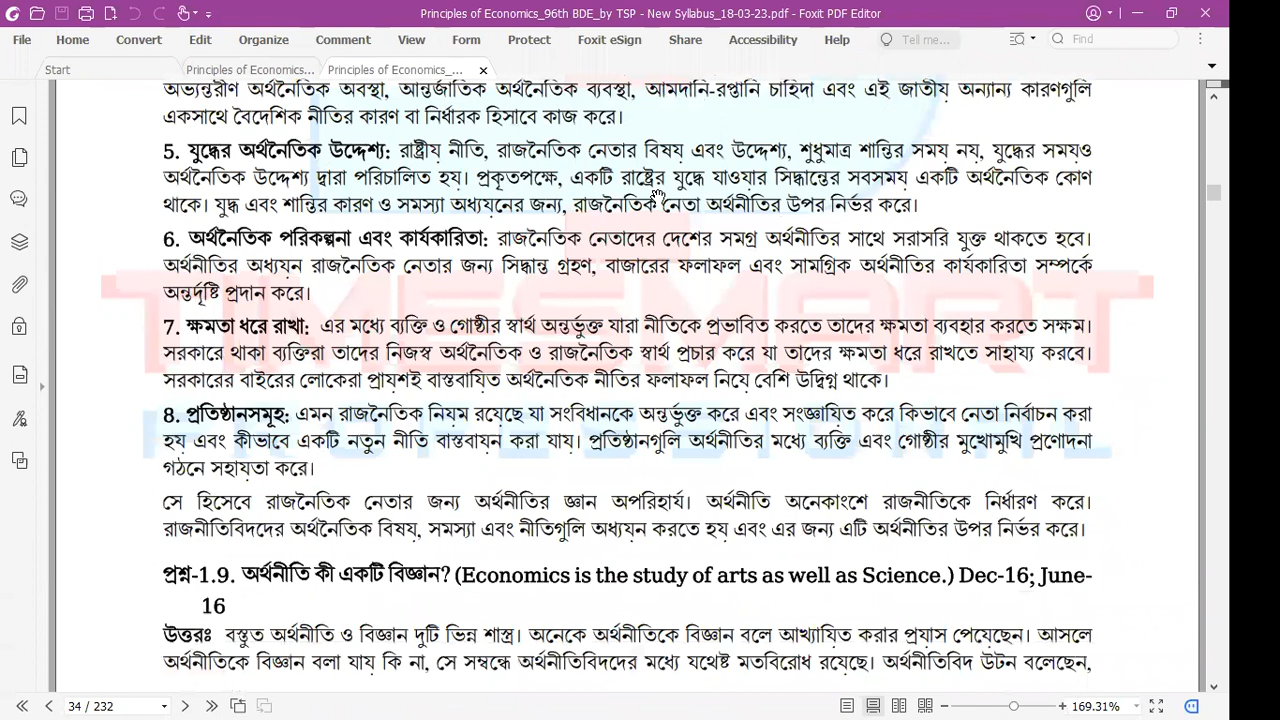 Principles of Economics_96th BDE_by TSP - New Syllabus_18-03-23.pdf - Foxit PDF Editor
File Home Convert Edit Organize Comment View Form Protect Foxit eSign Share Accessibility Help Tell me... Find
Start Principles of Economics... Principles of Economics_...
অভ্যন্তরীণ অর্থনৈতিক অবস্থা, আন্তর্জাতিক অর্থনৈতিক ব্যবস্থা, আমদানি-রপ্তানি চাহিদা এবং এই জাতীয় অন্যান্য কারণগুলি
একসাথে বৈদেশিক নীতির কারণ বা নির্ধারক হিসাবে কাজ করে।
5. যুদ্ধের অর্থনৈতিক উদ্দেশ্য: রাষ্ট্রীয় নীতি, রাজনৈতিক নেতার বিষয় এবং উদ্দেশ্য, শুধুমাত্র শান্তির সময় নয়, যুদ্ধের সময়ও
অর্থনৈতিক উদ্দেশ্য দ্বারা পরিচালিত হয়। প্রকৃতপক্ষে, একটি রাষ্ট্রের যুদ্ধে যাওয়ার সিদ্ধান্তের সবসময় একটি অর্থনৈতিক কোণ
থাকে। যুদ্ধ এবং শান্তির কারণ ও সমস্যা অধ্যয়নের জন্য, রাজনৈতিক নেতা অর্থনীতির উপর নির্ভর করে।
6. অর্থনৈতিক পরিকল্পনা এবং কার্যকারিতা: রাজনৈতিক নেতাদের দেশের সমগ্র অর্থনীতির সাথে সরাসরি যুক্ত থাকতে হবে।
অর্থনীতির অধ্যয়ন রাজনৈতিক নেতার জন্য সিদ্ধান্ত গ্রহণ, বাজারের ফলাফল এবং সামগ্রিক অর্থনীতির কার্যকারিতা সম্পর্কে
অন্তর্দৃষ্টি প্রদান করে।
7. ক্ষমতা ধরে রাখা: এর মধ্যে ব্যক্তি ও গোষ্ঠীর স্বার্থ অন্তর্ভুক্ত যারা নীতিকে প্রভাবিত করতে তাদের ক্ষমতা ব্যবহার করতে সক্ষম।
সরকারে থাকা ব্যক্তিরা তাদের নিজস্ব অর্থনৈতিক ও রাজনৈতিক স্বার্থ প্রচার করে যা তাদের ক্ষমতা ধরে রাখতে সাহায্য করবে।
সরকারের বাইরের লোকেরা প্রায়শই বাস্তবায়িত অর্থনৈতিক নীতির ফলাফল নিয়ে বেশি উদ্বিগ্ন থাকে।
8. প্রতিষ্ঠানসমূহ: এমন রাজনৈতিক নিয়ম রয়েছে যা সংবিধানকে অন্তর্ভুক্ত করে এবং সংজ্ঞায়িত করে কিভাবে নেতা নির্বাচন করা
হয় এবং কীভাবে একটি নতুন নীতি বাস্তবায়ন করা যায়। প্রতিষ্ঠানগুলি অর্থনীতির মধ্যে ব্যক্তি এবং গোষ্ঠীর মুখোমুখি প্রণোদনা
গঠনে সহায়তা করে।
সে হিসেবে রাজনৈতিক নেতার জন্য অর্থনীতির জ্ঞান অপরিহার্য। অর্থনীতি অনেকাংশে রাজনীতিকে নির্ধারণ করে।
রাজনীতিবিদদের অর্থনৈতিক বিষয়, সমস্যা এবং নীতিগুলি অধ্যয়ন করতে হয় এবং এর জন্য এটি অর্থনীতির উপর নির্ভর করে।
প্রশ্ন-1.9. অর্থনীতি কী একটি বিজ্ঞান? (Economics is the study of arts as well as Science.) Dec-16; June-
16
উত্তরঃ বস্তুত অর্থনীতি ও বিজ্ঞান দুটি ভিন্ন শাস্ত্র। অনেকে অর্থনীতিকে বিজ্ঞান বলে আখ্যায়িত করার প্রয়াস পেয়েছেন। আসলে
অর্থনীতিকে বিজ্ঞান বলা যায় কি না, সে সম্বন্ধে অর্থনীতিবিদদের মধ্যে যথেষ্ট মতবিরোধ রয়েছে। অর্থনীতিবিদ উটন বলেছেন,
TIMESMART
PROFESSIONAL
34 / 232 169.31%